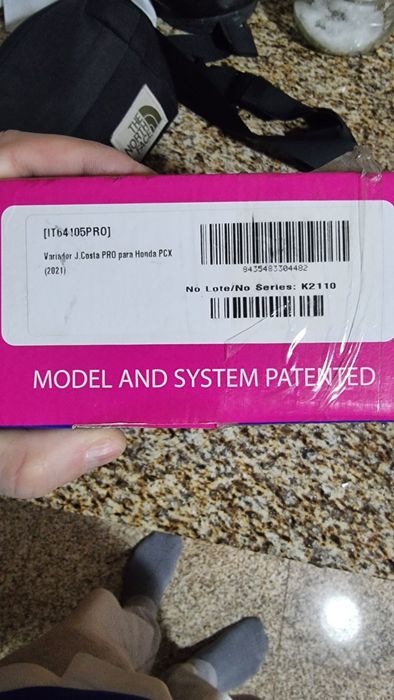 THE
NORTH
FACE
[IT64105PRO]
Variador J.Costa PRO para Honda PCX
(2021)
8435483304482
No Lote/No Series: K2110
MODEL AND SYSTEM PATENTED